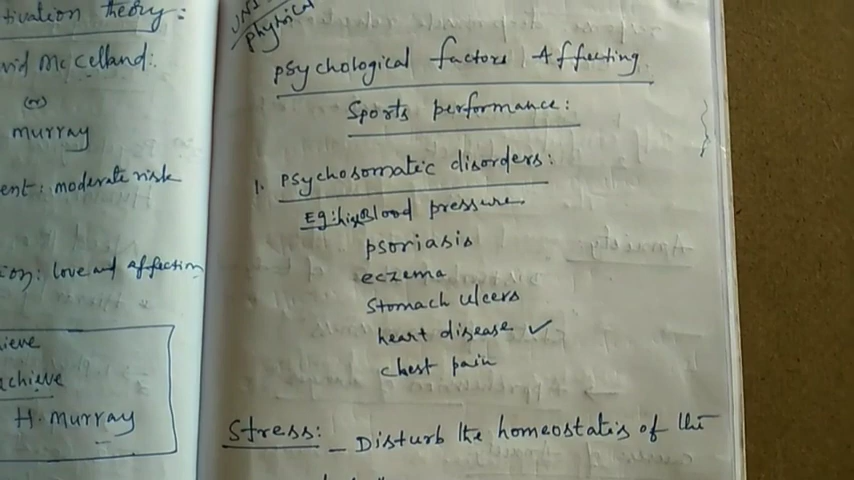 tivation theory:
vid McCelland:
(or)
murray
ent: moderate risk
ion: love and affection
ieve
achieve
H. murray
UNI
physical
psychological factors Affecting
Sports performance:
1. psychosomatic disorders:
Eg: high Blood pressure
psoriasis
eczema
Stomach ulcers
heart disease ✓
chest pain
Stress: _ Disturb the homeostatis of the